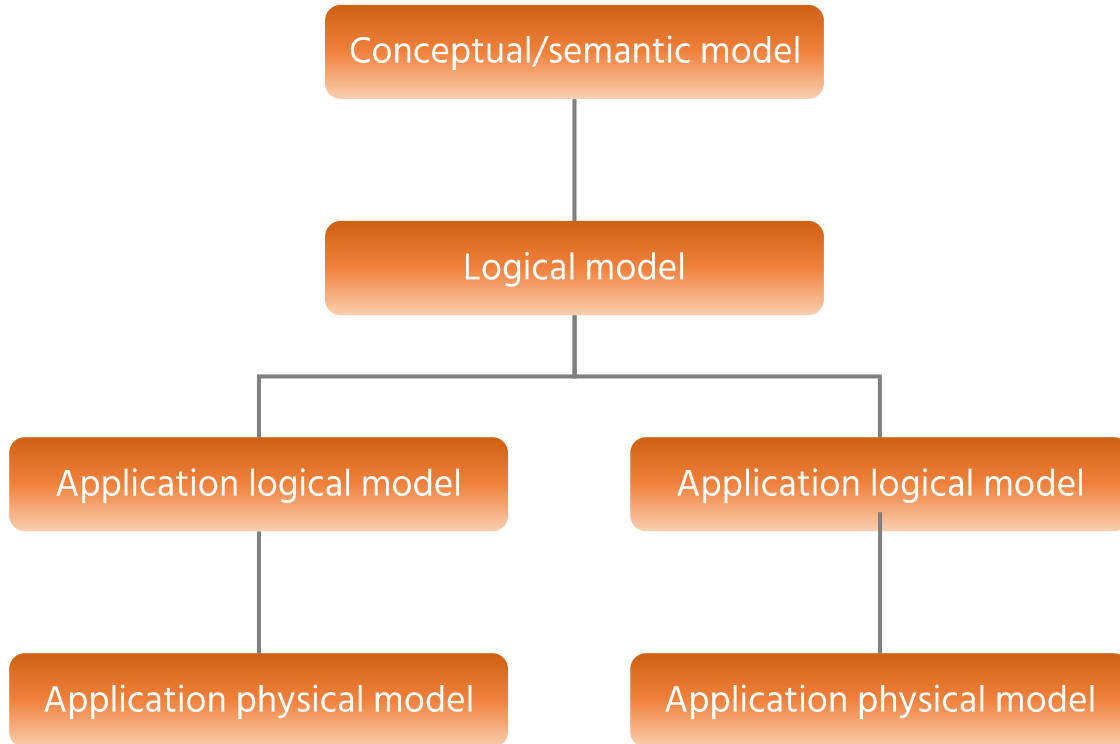 Conceptual/semantic model
Logical model
Application logical model
Application logical model
Application physical model
Application physical model